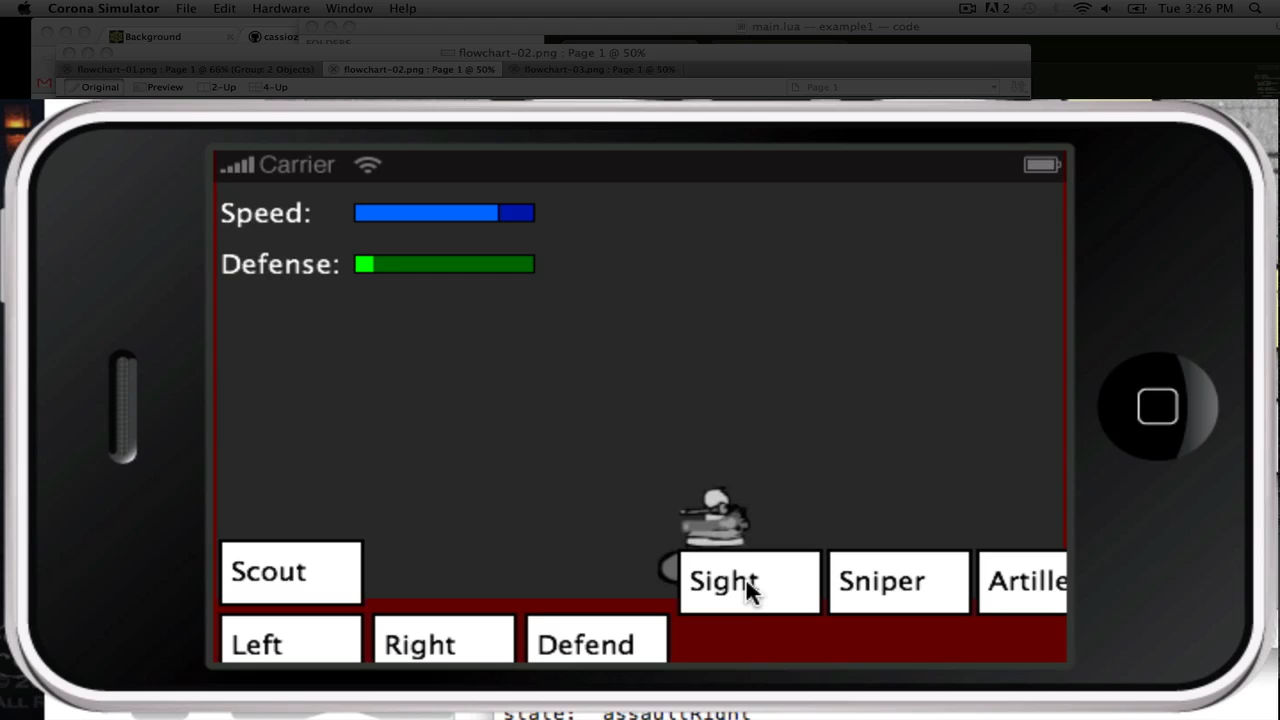 Corona Simulator File Edit Hardware Window Help 2 Tue 3:26 PM
main.lua — example1 — code
Background cassioz
FOLDERS
flowchart-02.png : Page 1 @ 50%
flowchart-01.png : Page 1 @ 66% (Group: 2 Objects) flowchart-02.png : Page 1 @ 50% flowchart-03.png : Page 1 @ 50%
Original Preview 2-Up 4-Up Page 1
Carrier
Speed:
Defense:
Scout Sight Sniper Artille
Left Right Defend
state: assaultRight